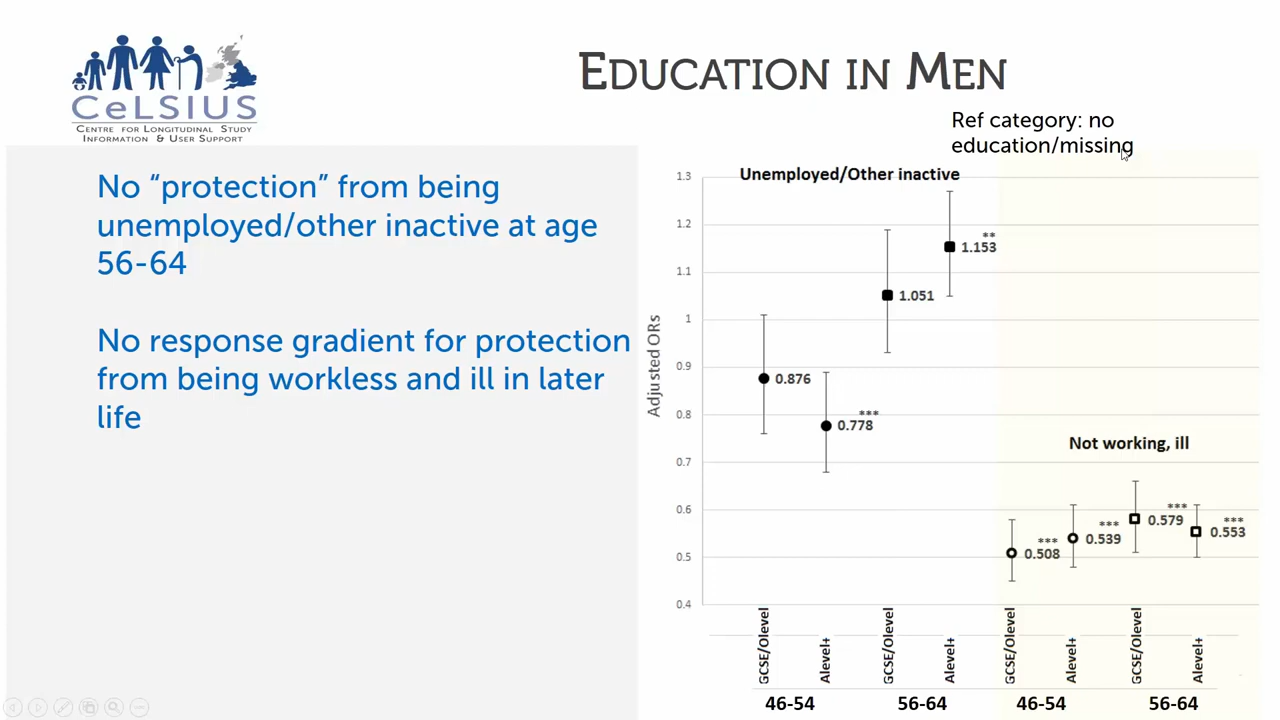 CeLSIUS
CENTRE FOR LONGITUDINAL STUDY
INFORMATION & USER SUPPORT
EDUCATION IN MEN
Ref category: no
education/missing
No “protection” from being
unemployed/other inactive at age
56-64
No response gradient for protection
from being workless and ill in later
life
Unemployed/Other inactive
Not working, ill
Adjusted ORs
1.3
1.2
1.1
1
0.9
0.8
0.7
0.6
0.5
0.4
0.876
***
0.778
1.051
**
1.153
***
0.508
***
0.539
***
0.579
***
0.553
GCSE/Olevel
Alevel+
GCSE/Olevel
Alevel+
GCSE/Olevel
Alevel+
GCSE/Olevel
Alevel+
46-54
56-64
46-54
56-64